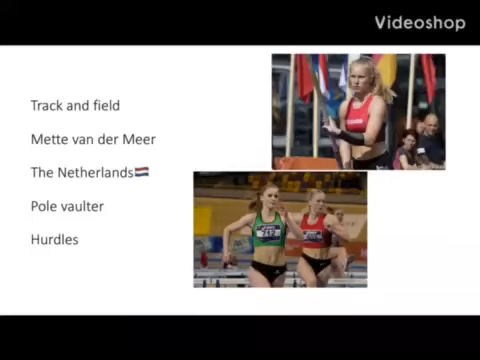 Videoshop
Track and field
Mette van der Meer
The Netherlands🇳🇱
Pole vaulter
Hurdles